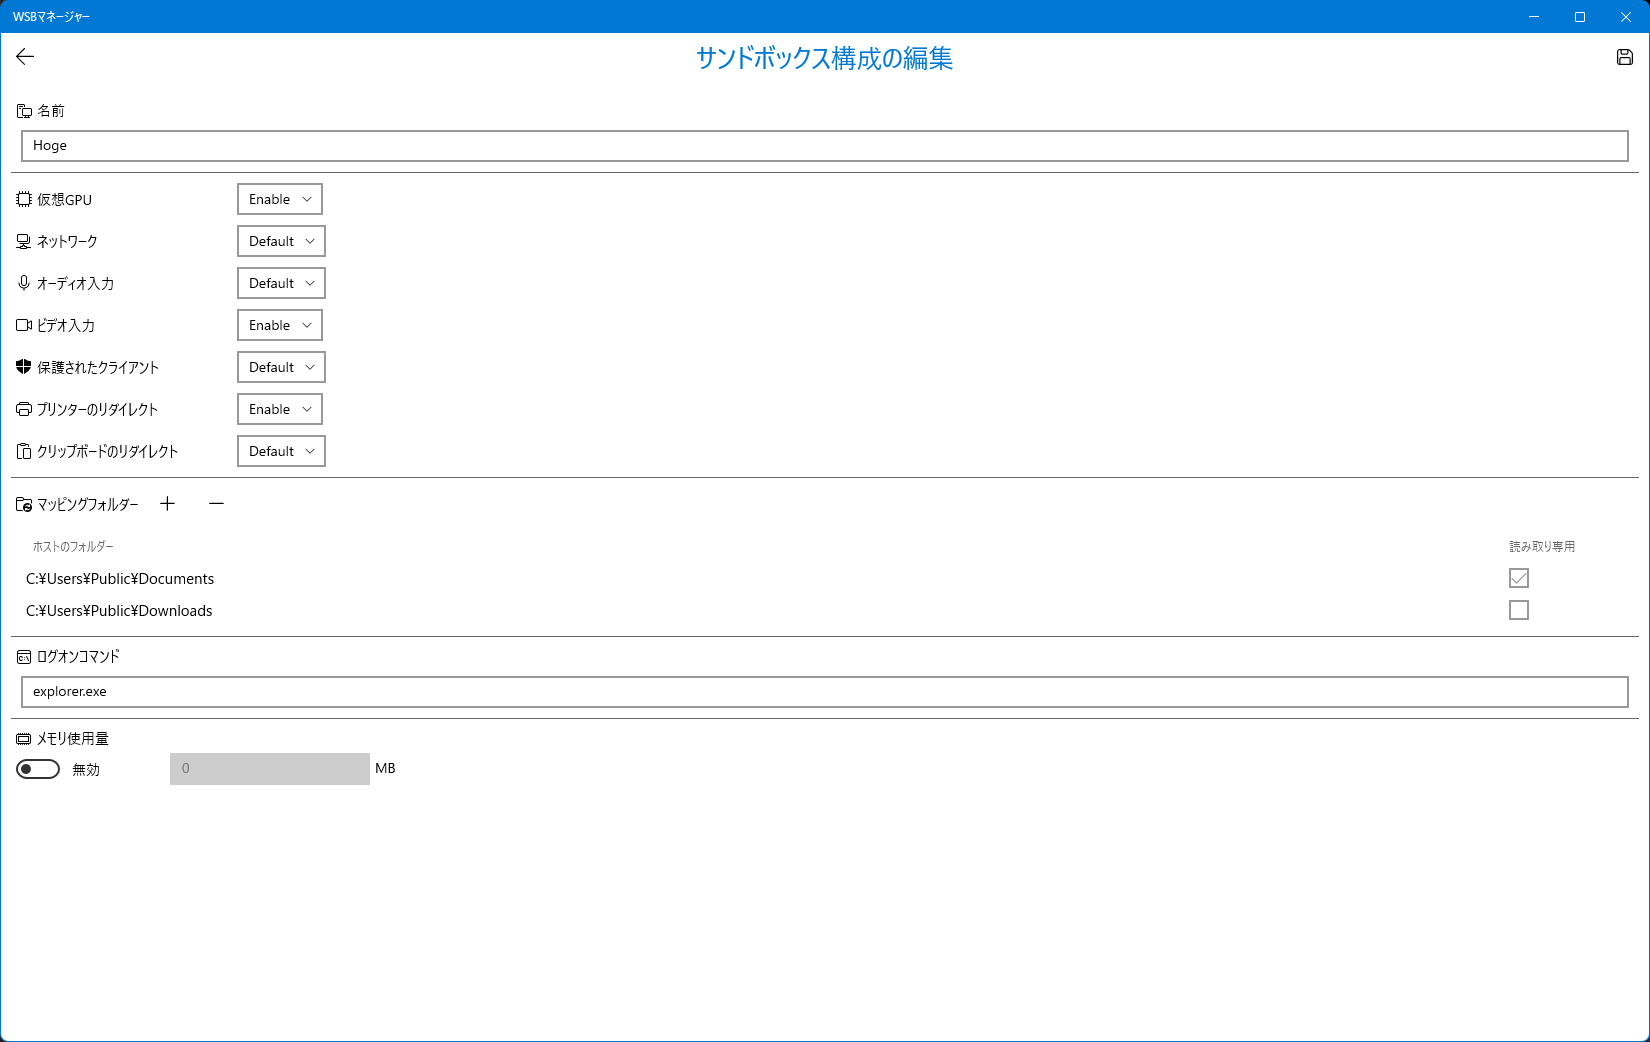 WSBマネージャー
サンドボックス構成の編集
名前
Hoge
仮想GPU Enable
ネットワーク Default
オーディオ入力 Default
ビデオ入力 Enable
保護されたクライアント Default
プリンターのリダイレクト Enable
クリップボードのリダイレクト Default
マッピングフォルダー
ホストのフォルダー 読み取り専用
C:¥Users¥Public¥Documents
C:¥Users¥Public¥Downloads
ログオンコマンド
explorer.exe
メモリ使用量
無効 0 MB